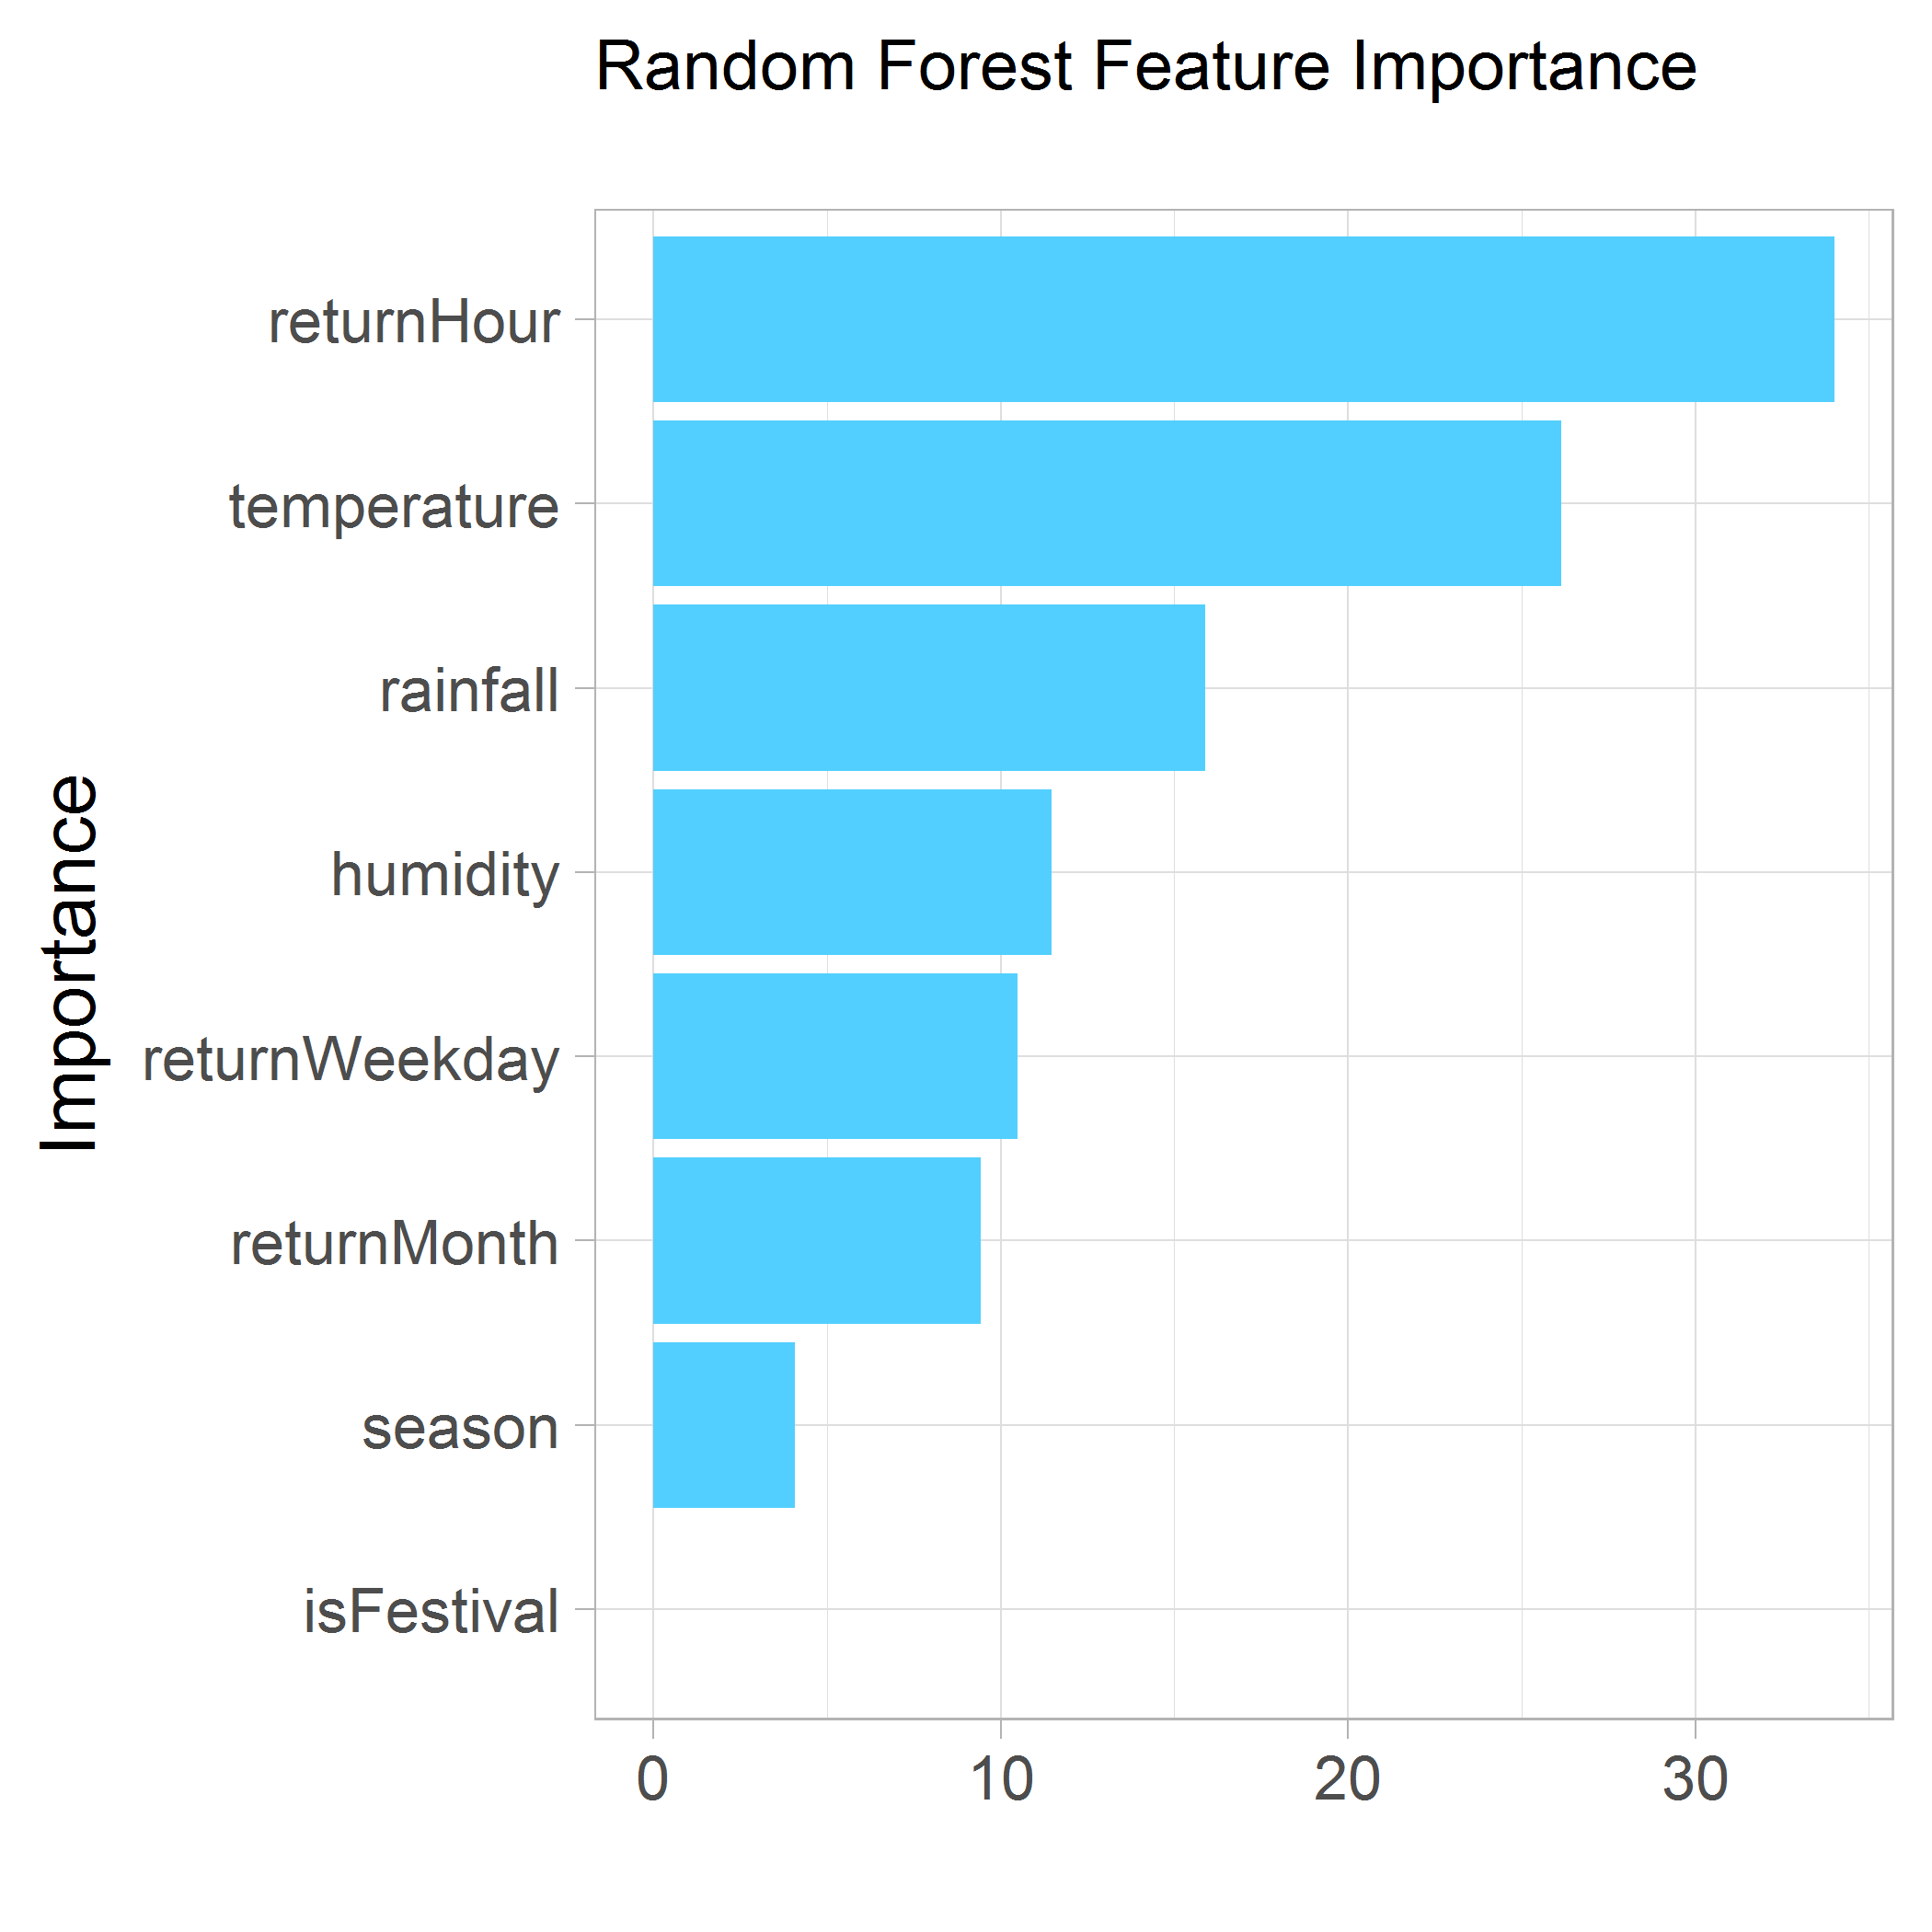 Random Forest Feature Importance
Importance
returnHour
temperature
rainfall
humidity
returnWeekday
returnMonth
season
isFestival
0 10 20 30